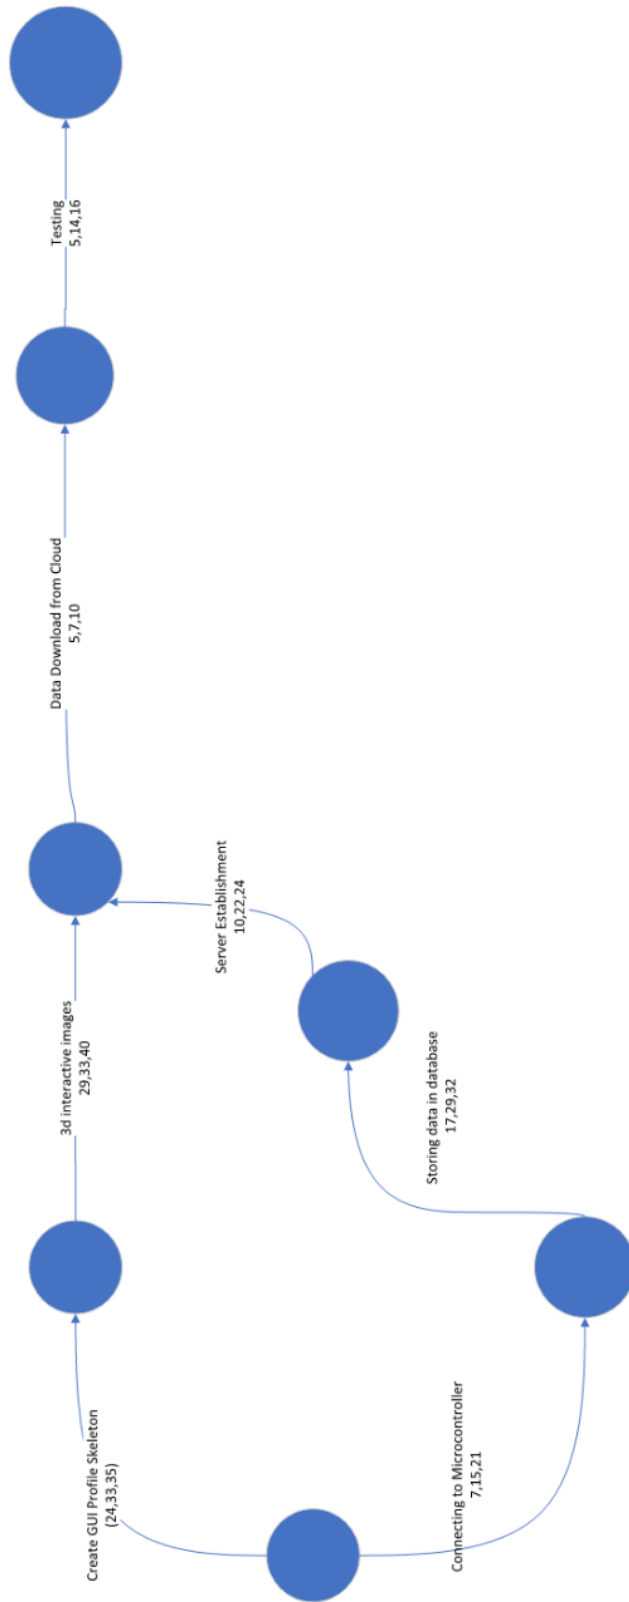 Create GUI Profile Skeleton
(24,33,35)
3d interactive images
29,33,40
Data Download from Cloud
5,7,10
Testing
5,14,16
Server Establishment
10,22,24
Connecting to Microcontroller
7,15,21
Storing data in database
17,29,32